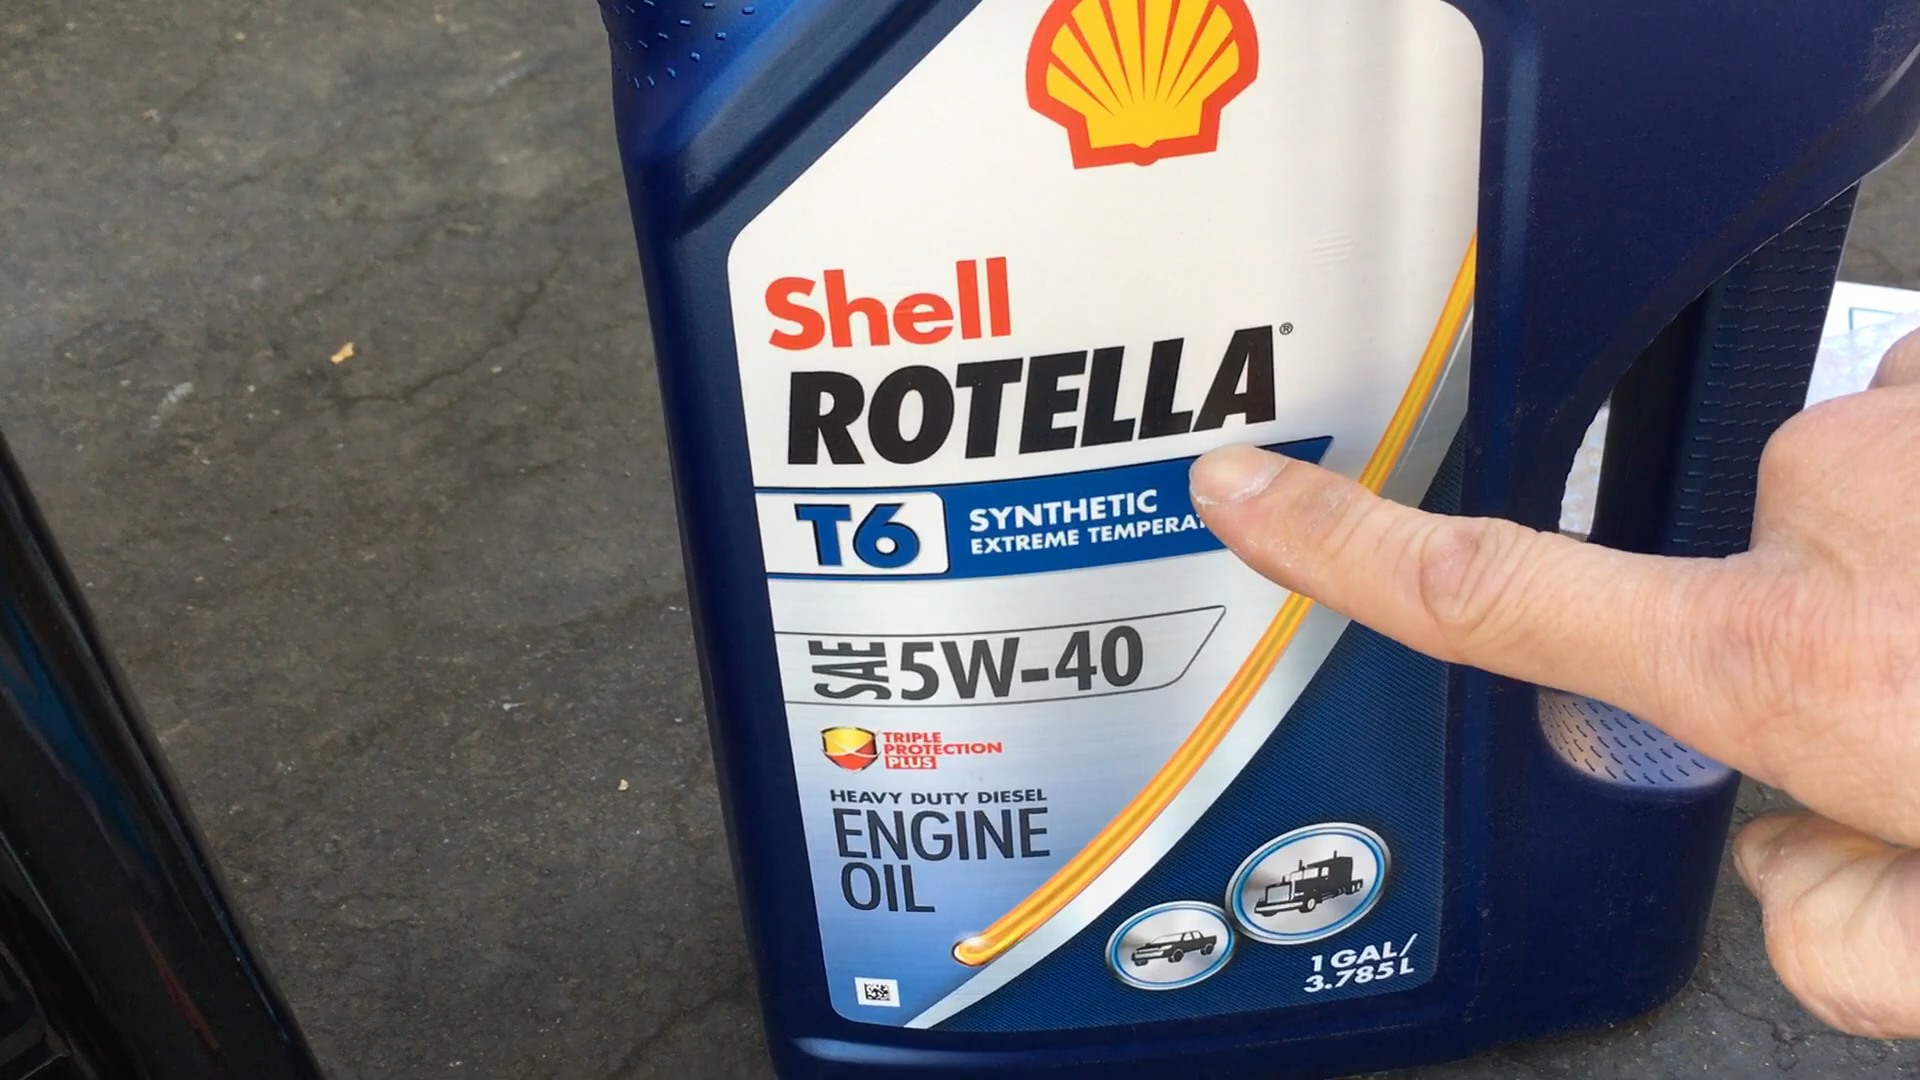 Shell
ROTELLA®
T6 SYNTHETIC
EXTREME
SAE 5W-40
TRIPLE
PROTECTION
PLUS
HEAVY DUTY DIESEL
ENGINE
OIL
1 GAL/
3.785 L